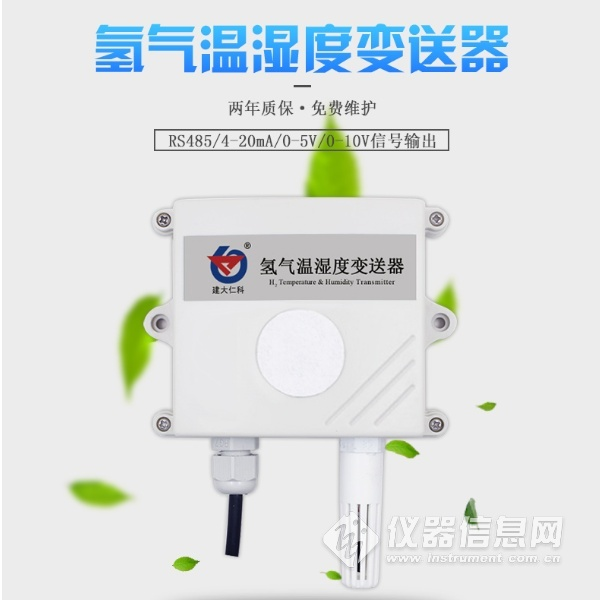 氢气温湿度变送器
两年质保·免费维护
RS485/4-20mA/0-5V/0-10V信号输出
®
建大仁科
氢气温湿度变送器
H₂ Temperature & Humidity Transmitter
仪器信息网
www.instrument.com.cn